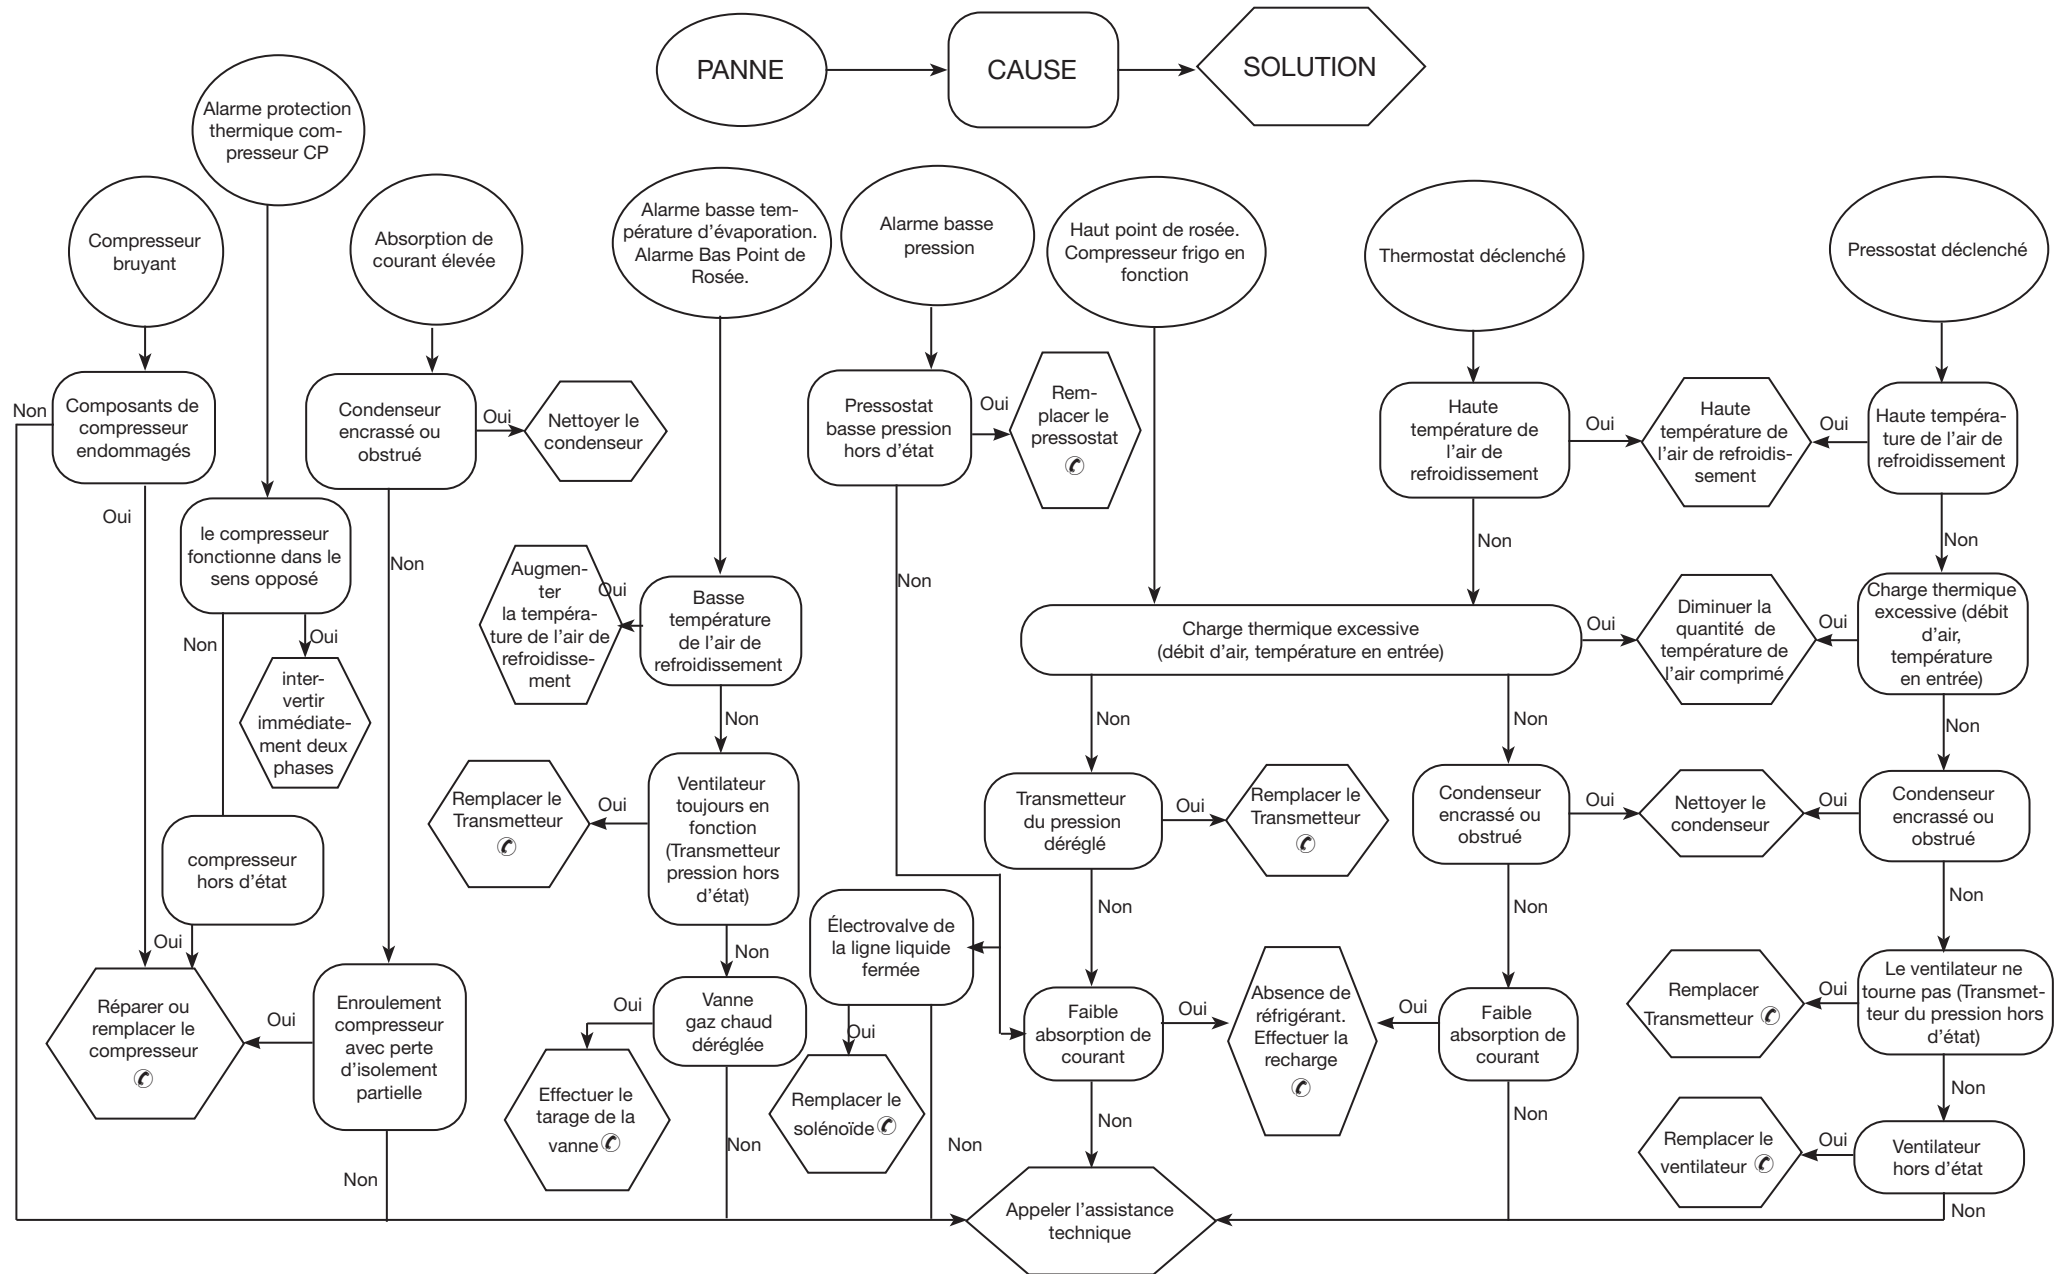 PANNE
CAUSE
SOLUTION
Alarme protection
thermique com-
presseur CP
Compresseur
bruyant
Absorption de
courant élevée
Alarme basse tem-
pérature d'évaporation.
Alarme Bas Point de
Rosée.
Alarme basse
pression
Haut point de rosée.
Compresseur frigo en
fonction
Thermostat déclenché
Pressostat déclenché
Non
Composants de
compresseur
endommagés
Oui
Condenseur
encrassé ou
obstrué
Oui
Nettoyer le
condenseur
Non
Pressostat
basse pression
hors d'état
Oui
Rem-
placer le
pressostat
✆
Non
Haute
température de
l'air de
refroidissement
Oui
Haute
température de
l'air de refroidis-
sement
Oui
Haute tempéra-
ture de l'air de
refroidissement
Non
Non
le compresseur
fonctionne dans le
sens opposé
Non
Oui
inter-
vertir
immédiate-
ment deux
phases
Augmen-
ter
la tempéra-
ture de l'air de
refroidisse-
ment
Oui
Basse
température
de l'air de
refroidissement
Non
Charge thermique excessive
(débit d'air, température en entrée)
Oui
Diminuer la
quantité de
température de
l'air comprimé
Oui
Charge thermique
excessive (débit
d'air,
température
en entrée)
Non
Non
Non
Remplacer le
Transmetteur
✆
Oui
Ventilateur
toujours en
fonction
(Transmetteur
pression hors
d'état)
Non
Transmetteur
du pression
déréglé
Oui
Remplacer le
Transmetteur
✆
Non
Condenseur
encrassé ou
obstrué
Oui
Nettoyer le
condenseur
Oui
Condenseur
encrassé ou
obstrué
Non
Non
compresseur
hors d'état
Oui
Réparer ou
remplacer le
compresseur
✆
Oui
Enroulement
compresseur
avec perte
d'isolement
partielle
Non
Oui
Vanne
gaz chaud
déréglée
Effectuer le
tarage de la
vanne ✆
Non
Électrovalve de
la ligne liquide
fermée
Oui
Remplacer le
solénoïde ✆
Non
Faible
absorption de
courant
Oui
Absence de
réfrigérant.
Effectuer la
recharge
✆
Oui
Faible
absorption de
courant
Non
Non
Remplacer
Transmetteur ✆
Oui
Le ventilateur ne
tourne pas (Transmet-
teur du pression hors
d'état)
Non
Remplacer le
ventilateur ✆
Oui
Ventilateur
hors d'état
Non
Appeler l'assistance
technique